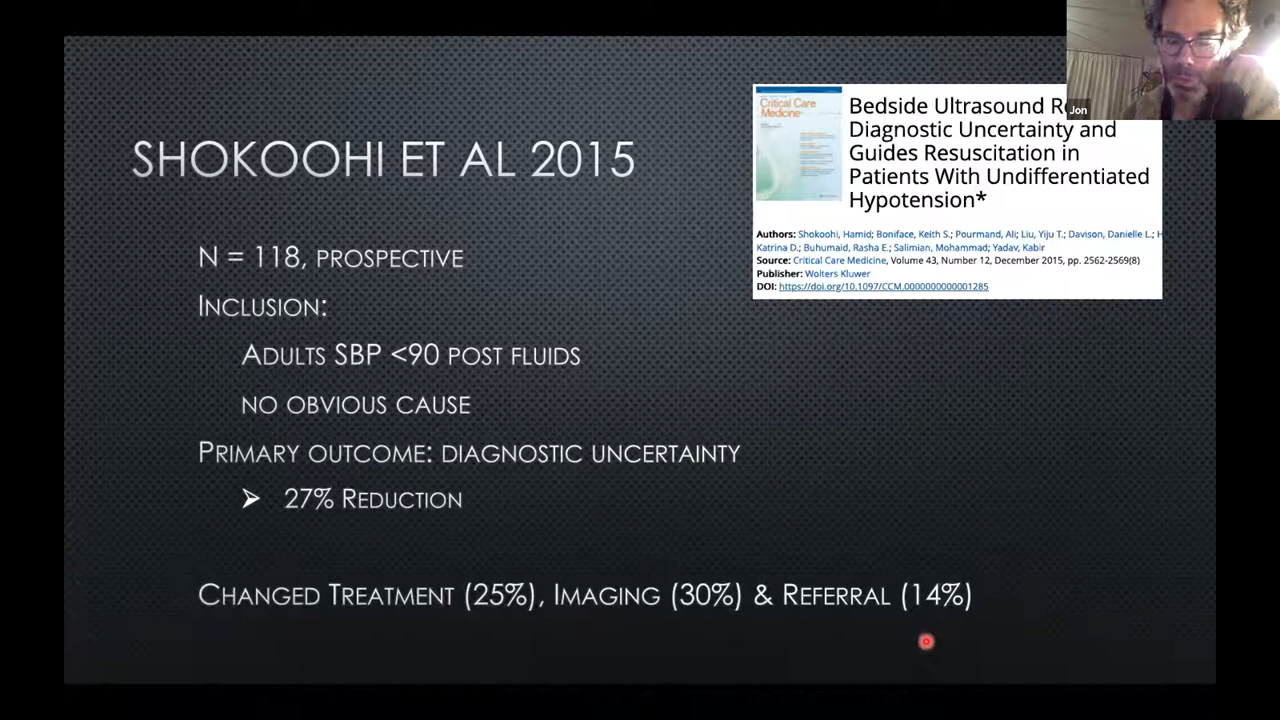 SHOKOOHI ET AL 2015
N = 118, PROSPECTIVE
INCLUSION:
ADULTS SBP <90 POST FLUIDS
NO OBVIOUS CAUSE
PRIMARY OUTCOME: DIAGNOSTIC UNCERTAINTY
27% REDUCTION
CHANGED TREATMENT (25%), IMAGING (30%) & REFERRAL (14%)
Critical Care
Medicine
Bedside Ultrasound
Diagnostic Uncertainty and
Guides Resuscitation in
Patients With Undifferentiated
Hypotension*
Authors: Shokoohi, Hamid; Boniface, Keith S.; Pourmand, Ali; Liu, Yiju T.; Davison, Danielle L.; H
Katrina D.; Buhumaid, Rasha E.; Salimian, Mohammad; Yadav, Kabir
Source: Critical Care Medicine, Volume 43, Number 12, December 2015, pp. 2562-2569(8)
Publisher: Wolters Kluwer
DOI: https://doi.org/10.1097/CCM.0000000000001285
Jon